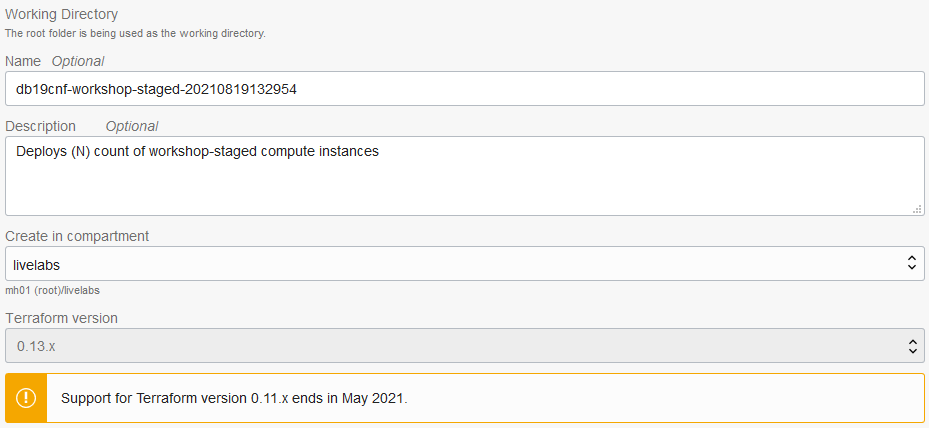 Working Directory
The root folder is being used as the working directory.
Name Optional
db19cnf-workshop-staged-20210819132954
Description Optional
Deploys (N) count of workshop-staged compute instances
Create in compartment
livelabs
mh01 (root)/livelabs
Terraform version
0.13.x
Support for Terraform version 0.11.x ends in May 2021.